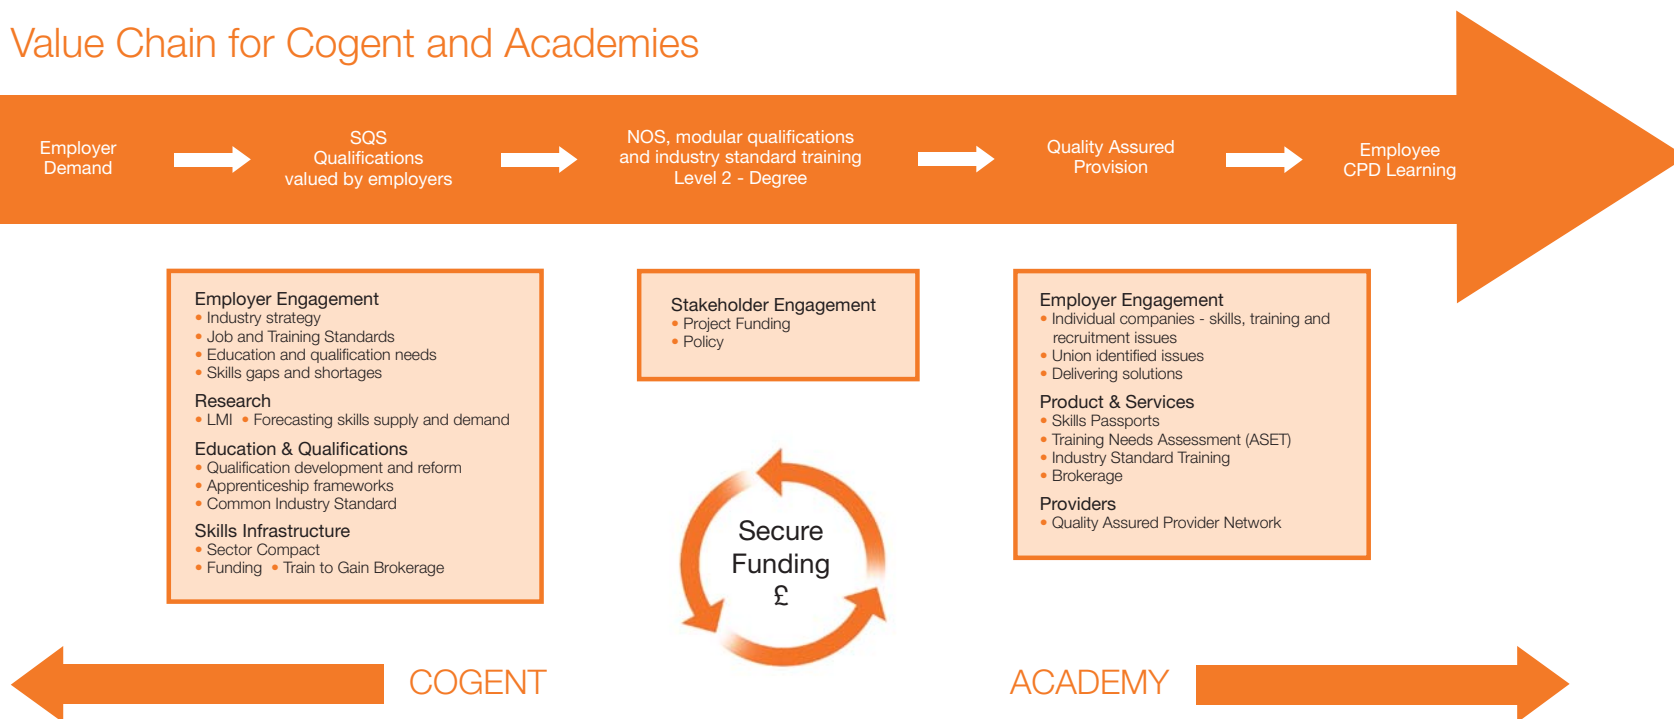 Value Chain for Cogent and Academies
Employer
Demand
SQS
Qualifications
valued by employers
NOS, modular qualifications
and industry standard training
Level 2 - Degree
Quality Assured
Provision
Employee
CPD Learning
Employer Engagement
• Industry strategy
• Job and Training Standards
• Education and qualification needs
• Skills gaps and shortages
Research
• LMI • Forecasting skills supply and demand
Education & Qualifications
• Qualification development and reform
• Apprenticeship frameworks
• Common Industry Standard
Skills Infrastructure
• Sector Compact
• Funding • Train to Gain Brokerage
Stakeholder Engagement
• Project Funding
• Policy
Secure
Funding
£
Employer Engagement
• Individual companies - skills, training and
recruitment issues
• Union identified issues
• Delivering solutions
Product & Services
• Skills Passports
• Training Needs Assessment (ASET)
• Industry Standard Training
• Brokerage
Providers
• Quality Assured Provider Network
COGENT
ACADEMY